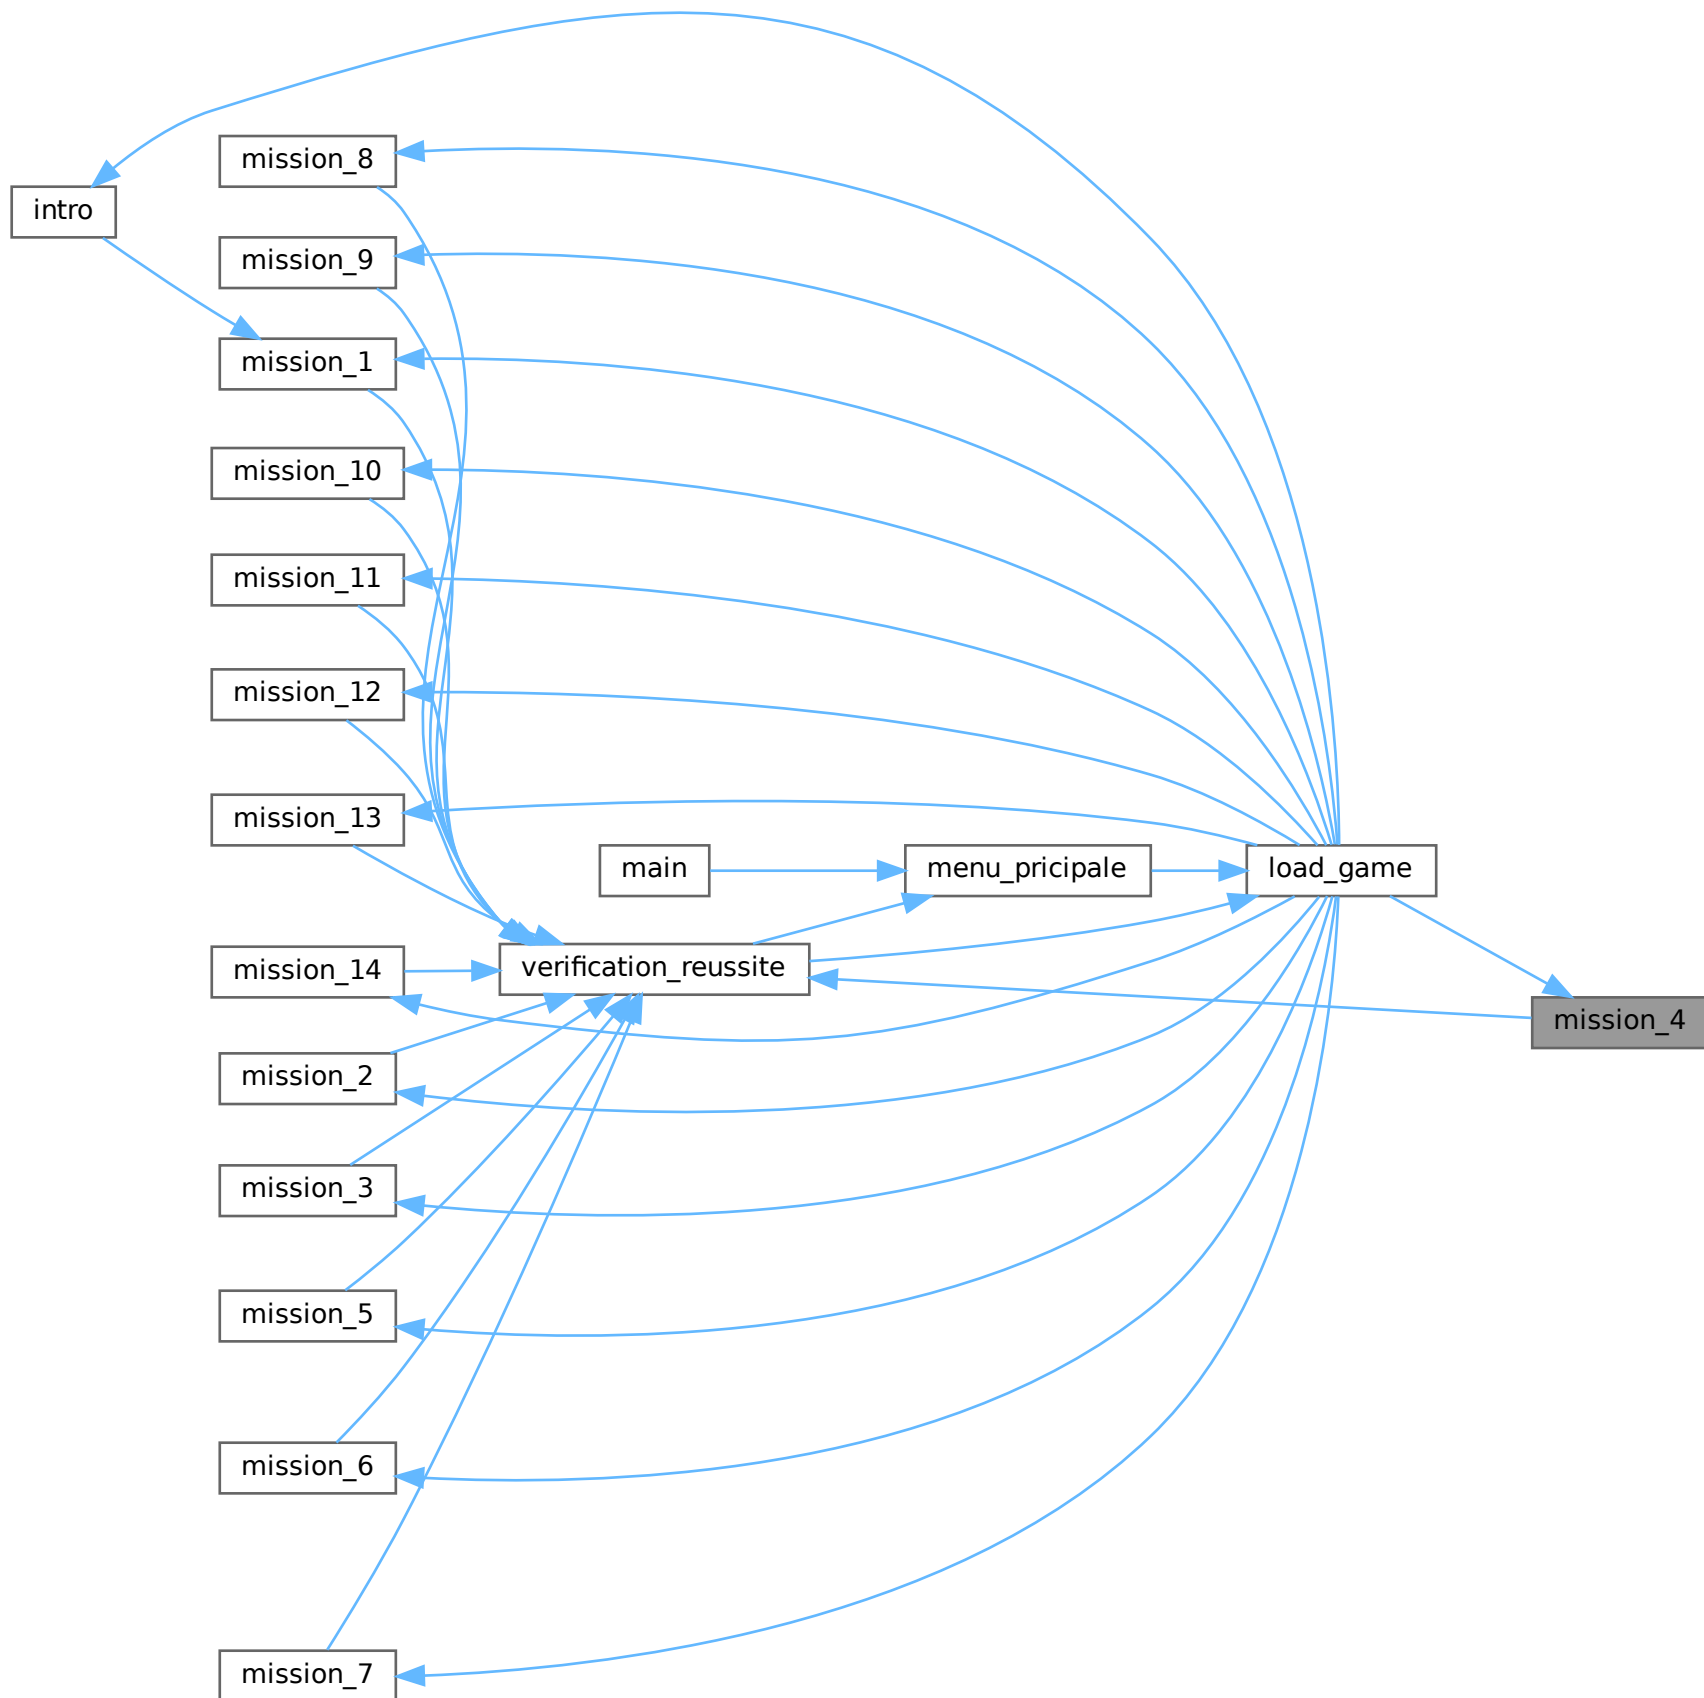 mission_8
intro
mission_9
mission_1
mission_10
mission_11
mission_12
mission_13
main
menu_pricipale
load_game
mission_14
verification_reussite
mission_4
mission_2
mission_3
mission_5
mission_6
mission_7